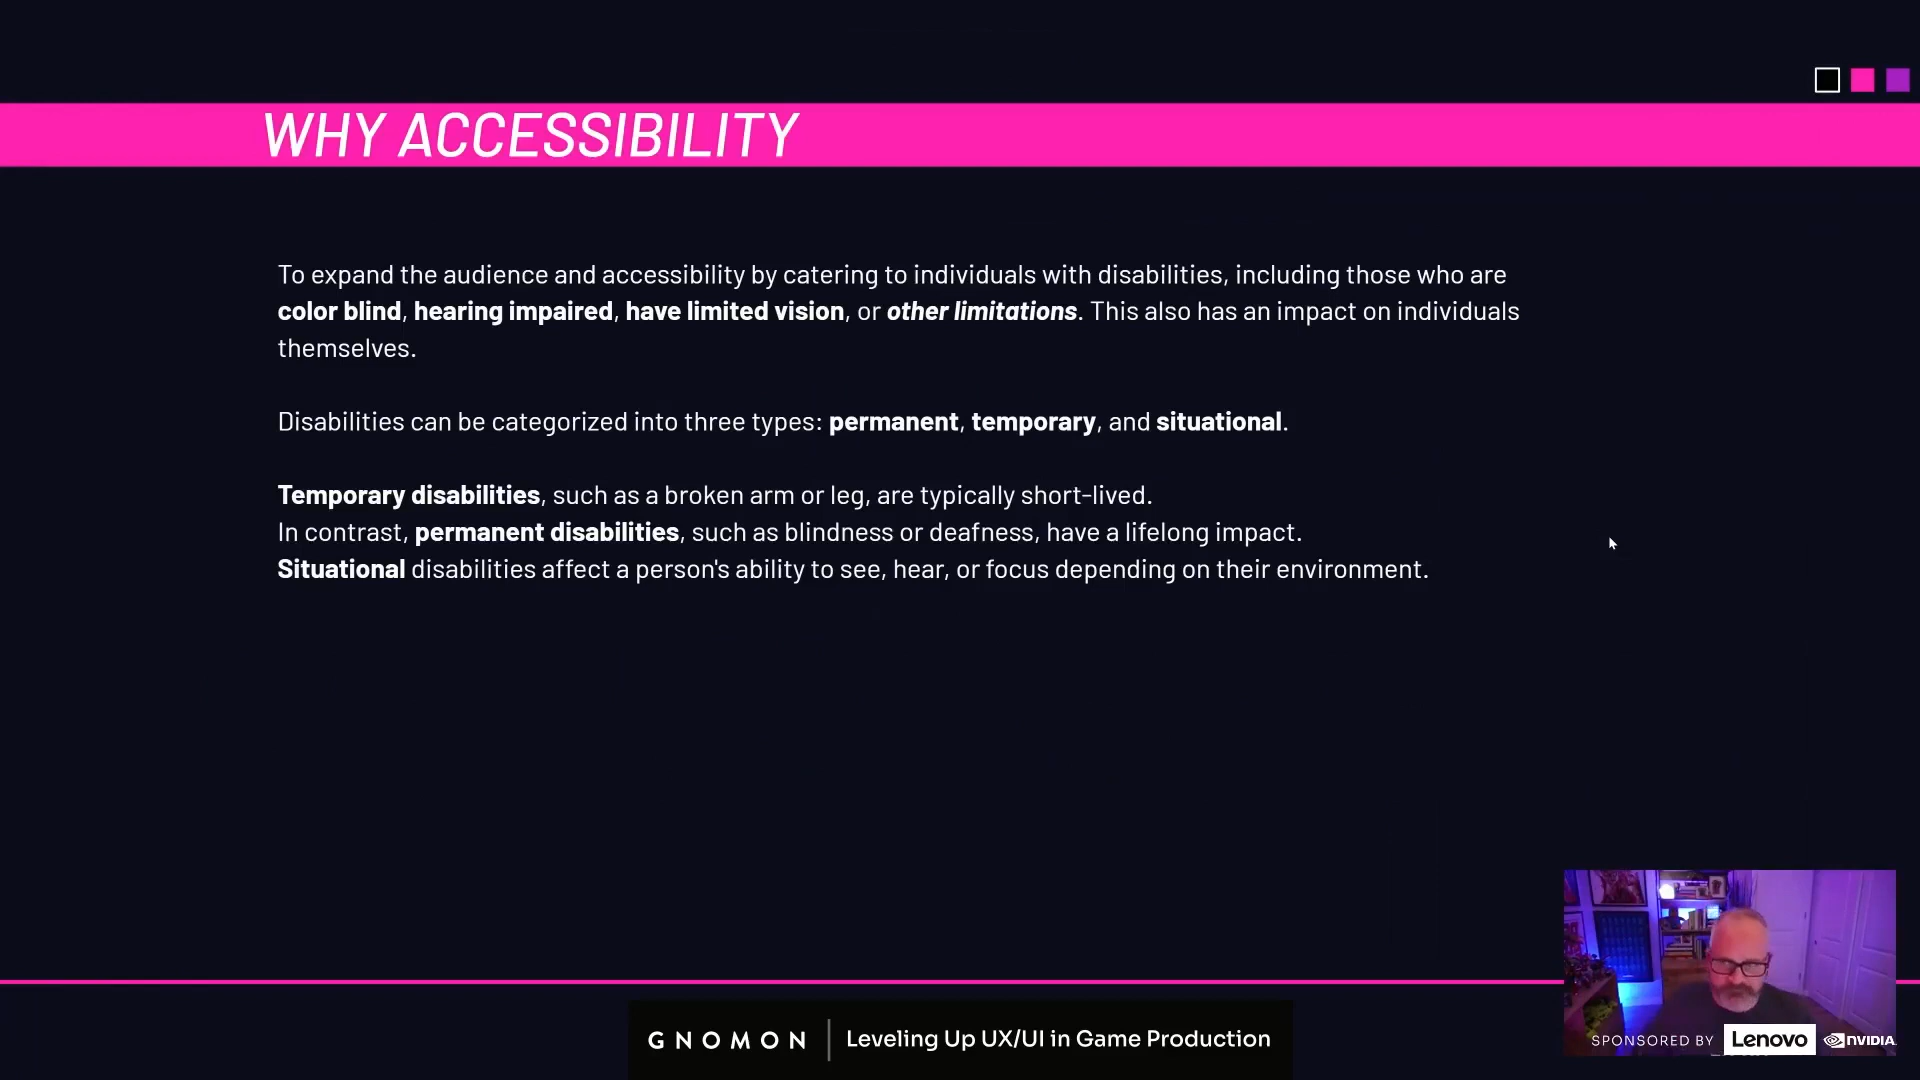 WHY ACCESSIBILITY
To expand the audience and accessibility by catering to individuals with disabilities, including those who are
color blind, hearing impaired, have limited vision, or other limitations. This also has an impact on individuals
themselves.
Disabilities can be categorized into three types: permanent, temporary, and situational.
Temporary disabilities, such as a broken arm or leg, are typically short-lived.
In contrast, permanent disabilities, such as blindness or deafness, have a lifelong impact.
Situational disabilities affect a person's ability to see, hear, or focus depending on their environment.
GNOMON | Leveling Up UX/UI in Game Production
SPONSORED BY Lenovo NVIDIA